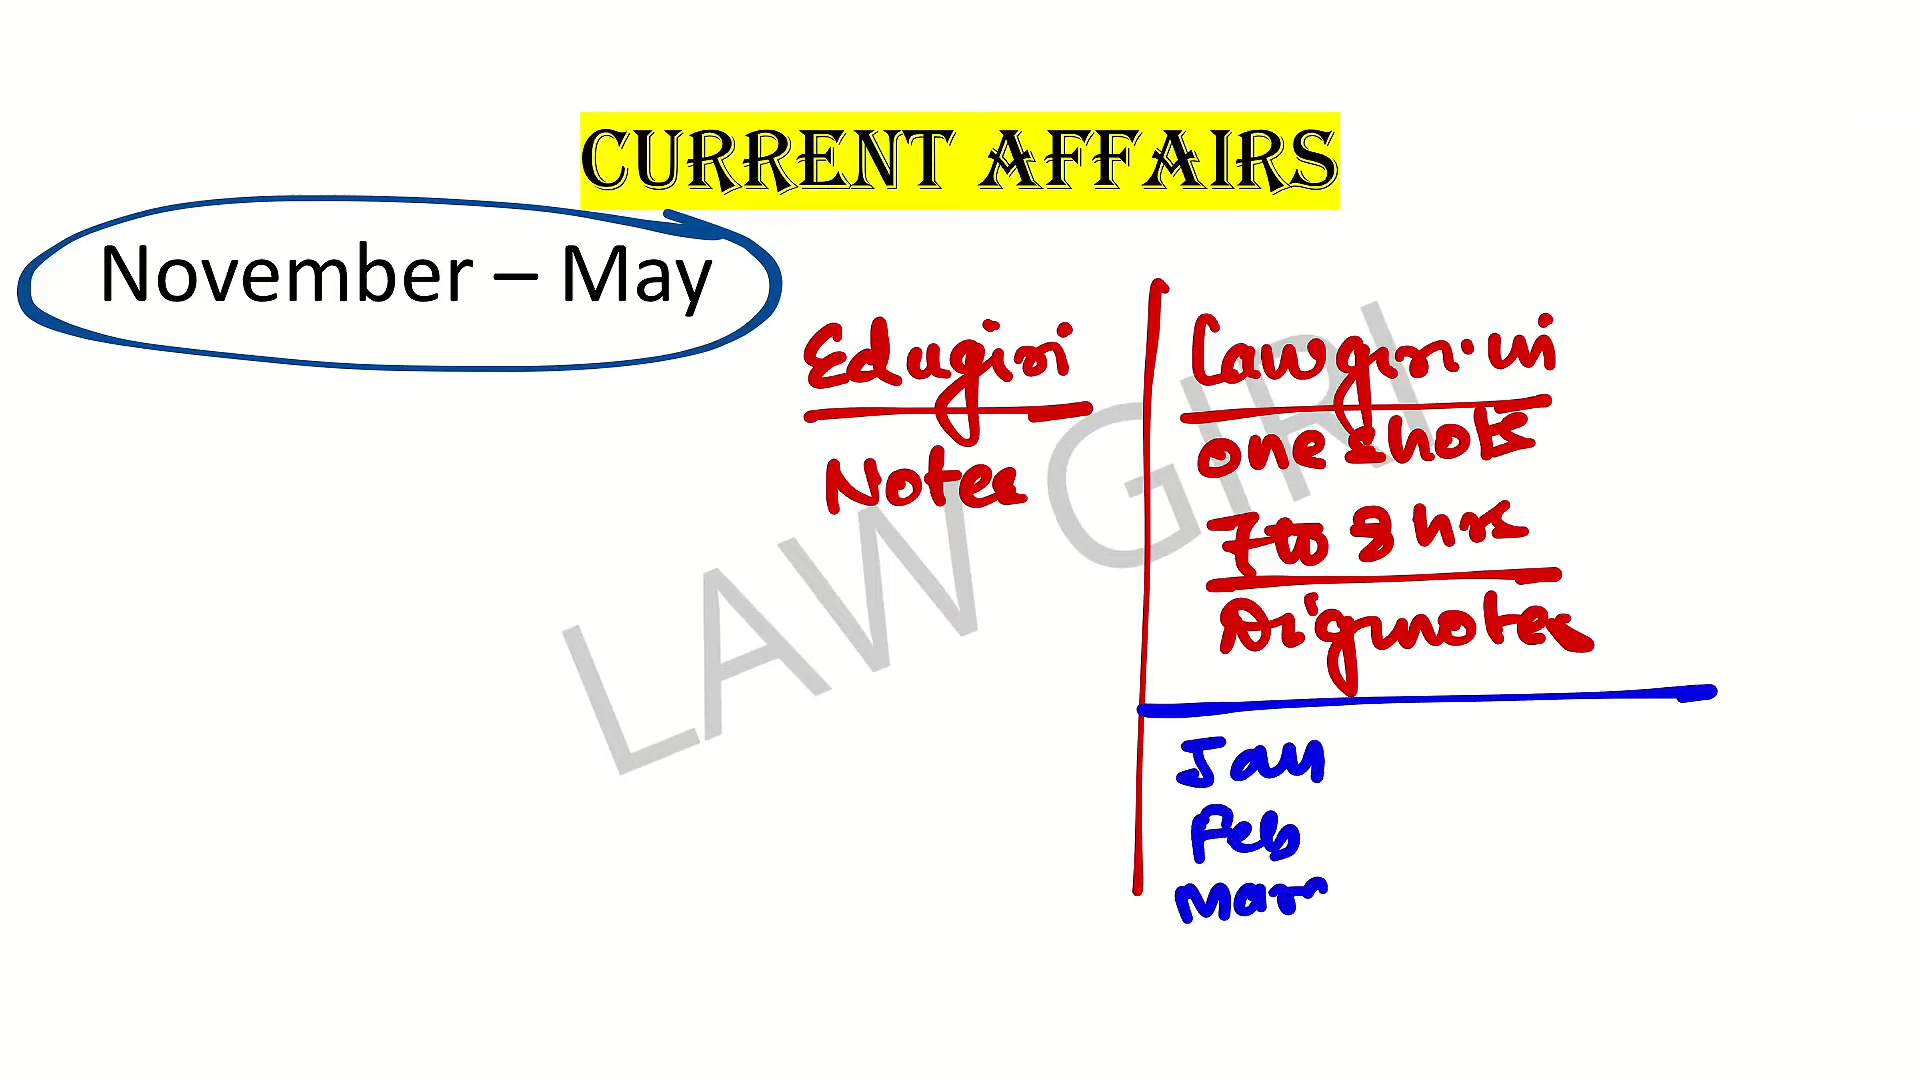 CURRENT AFFAIRS
November – May
Edugiri
Notes
Lawgiri.in
one shots
7 to 8 hrs
Diginotes
Jan
Feb
Mar
LAW GIRI